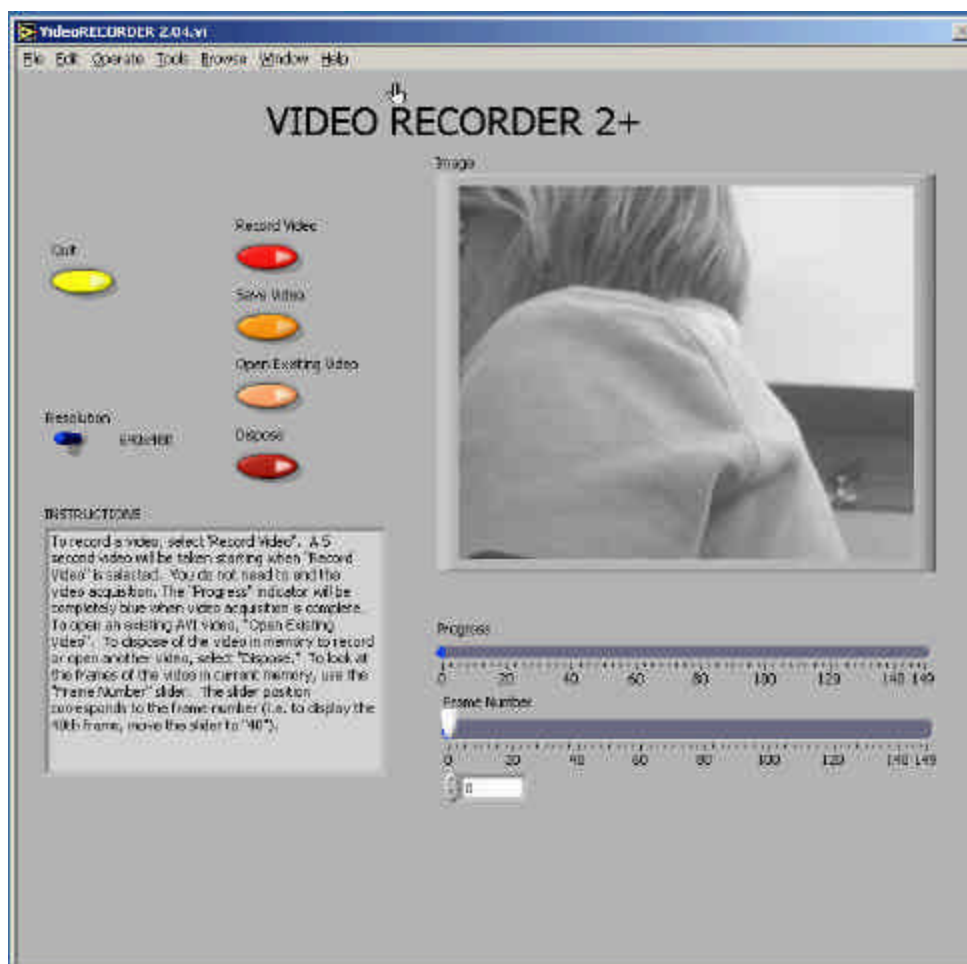 VideoRECORDER 2.04.vi
File Edit Operate Tools Browse Window Help
VIDEO RECORDER 2+
Image
Record Video
Quit
Save Video
Open Existing Video
Resolution
640x480
Dispose
INSTRUCTIONS
To record a video, select "Record Video". A 5
second video will be taken starting when "Record
Video" is selected. You do not need to end the
video acquisition. The "Progress" indicator will be
completely blue when video acquisition is complete.
To open an existing AVI video, "Open Existing
Video". To dispose of the video in memory to record
or open another video, select "Dispose." To look at
the frames of the video in current memory, use the
"Frame Number" slider. The slider position
corresponds to the frame number (i.e. to display the
40th frame, move the slider to "40").
Progress
0 20 40 60 80 100 120 140 149
Frame Number
0 20 40 60 80 100 120 140 149
0